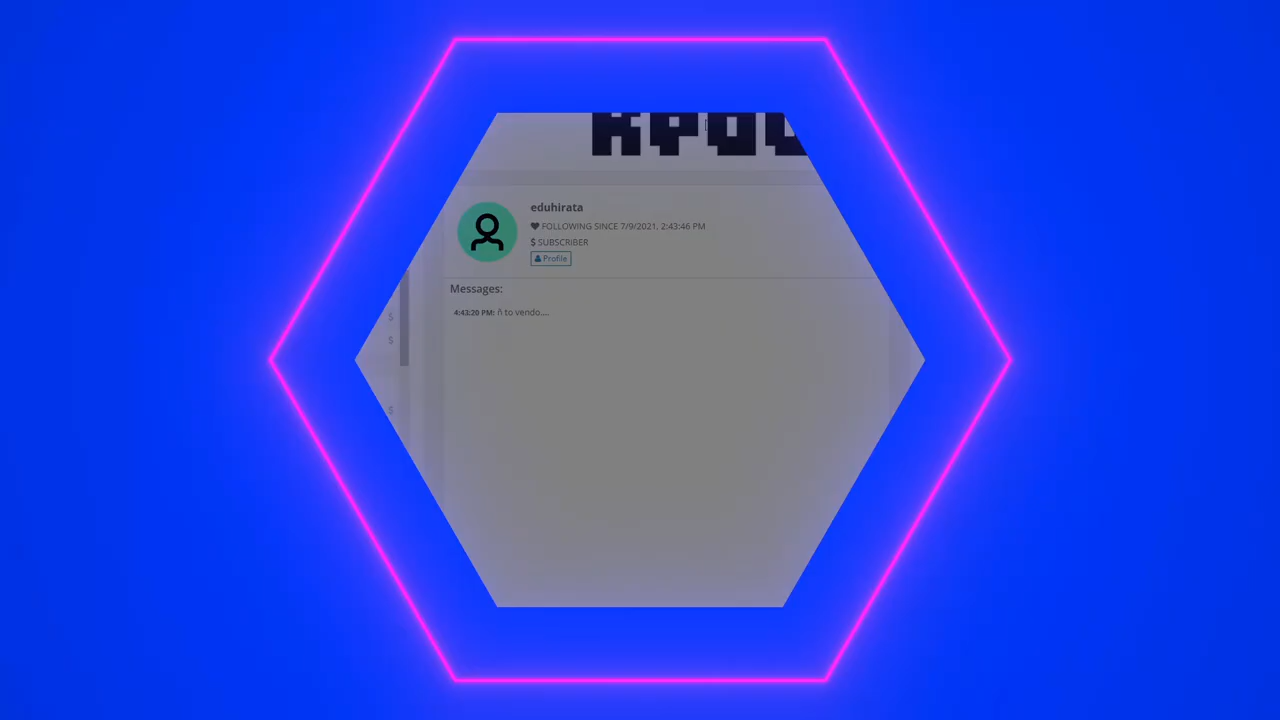 eduhirata
FOLLOWING SINCE 7/9/2021, 2:43:46 PM
$ SUBSCRIBER
Profile
Messages:
4:43:20 PM: ñ to vendo....
$
$
$